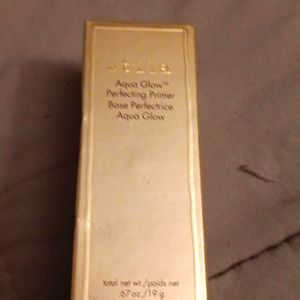 stila
Aqua Glow™
Perfecting Primer
Base Perfectrice
Aqua Glow
total net wt./poids net
.67 oz./19 g